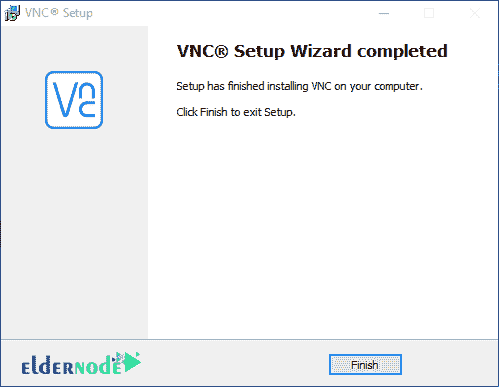 VNC® Setup
VNC® Setup Wizard completed
Setup has finished installing VNC on your computer.
Click Finish to exit Setup.
VNC
ELDERNODE
Finish